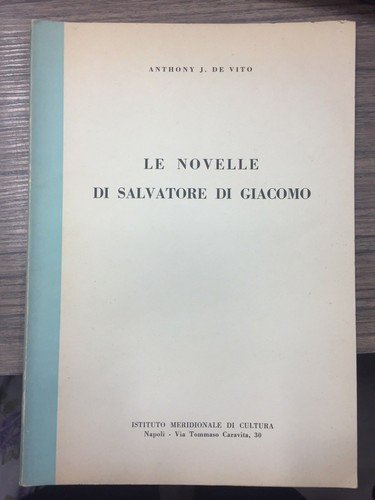 ANTHONY J. DE VITO
LE NOVELLE
DI SALVATORE DI GIACOMO
ISTITUTO MERIDIONALE DI CULTURA
Napoli - Via Tommaso Caravita, 30